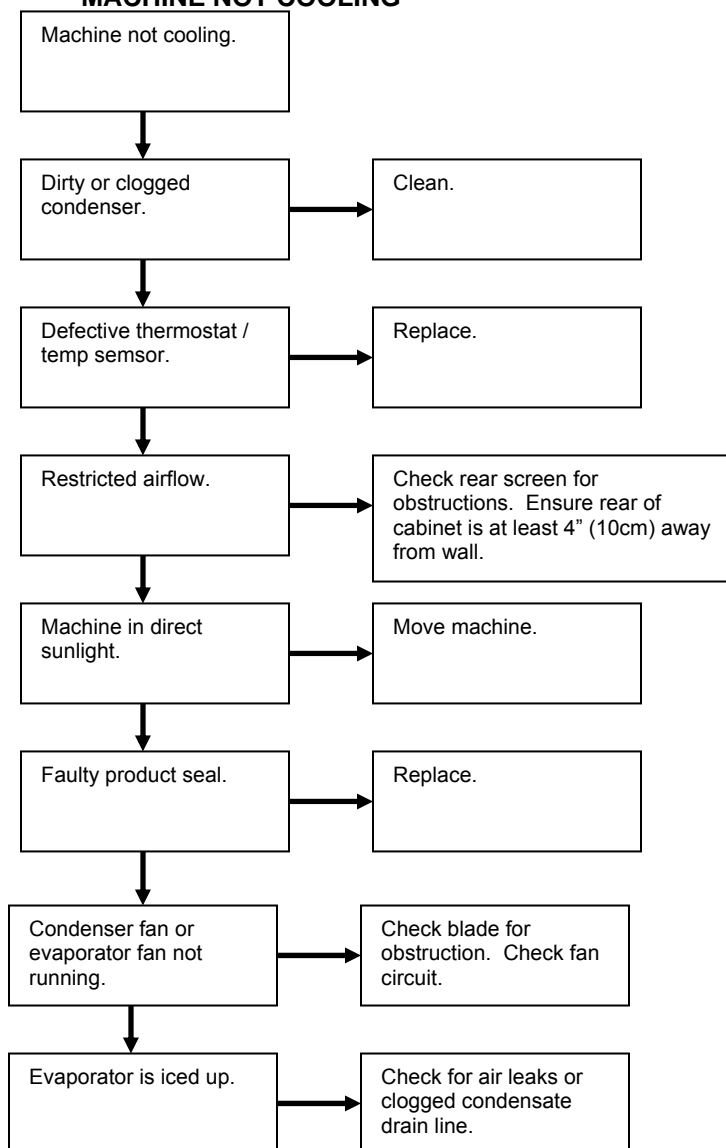 MACHINE NOT COOLING
Machine not cooling.
Dirty or clogged
condenser.
Clean.
Defective thermostat /
temp semsor.
Replace.
Restricted airflow.
Check rear screen for
obstructions.  Ensure rear of
cabinet is at least 4” (10cm) away
from wall.
Machine in direct
sunlight.
Move machine.
Faulty product seal.
Replace.
Condenser fan or
evaporator fan not
running.
Check blade for
obstruction.  Check fan
circuit.
Evaporator is iced up.
Check for air leaks or
clogged condensate
drain line.